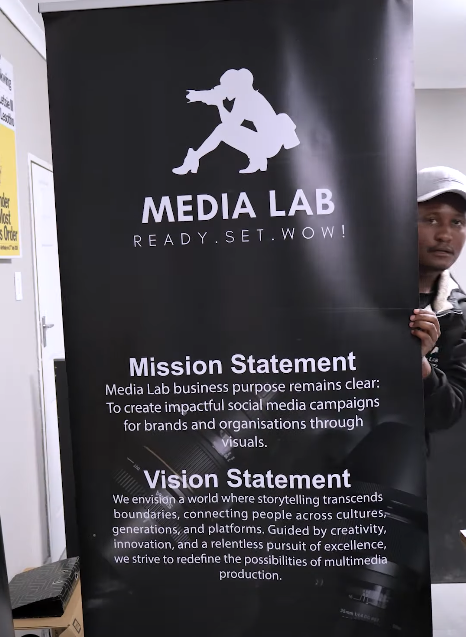 MEDIA LAB
READY.SET.WOW!
Mission Statement
Media Lab business purpose remains clear:
To create impactful social media campaigns
for brands and organisations through
visuals.
Vision Statement
We envision a world where storytelling transcends
boundaries, connecting people across cultures,
generations, and platforms. Guided by creativity,
innovation, and a relentless pursuit of excellence,
we strive to redefine the possibilities of multimedia
production.